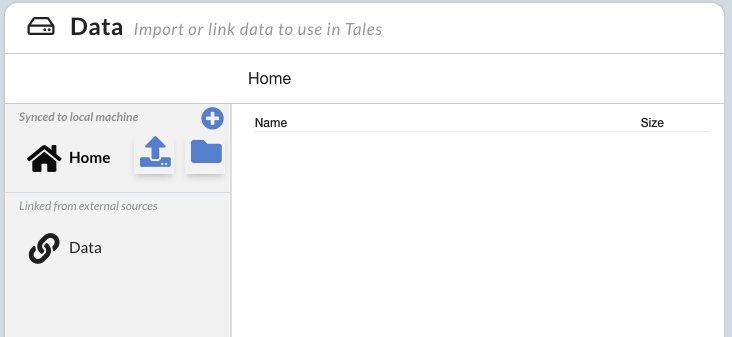 Data Import or link data to use in Tales
Home
Synced to local machine
Name Size
Home
Linked from external sources
Data